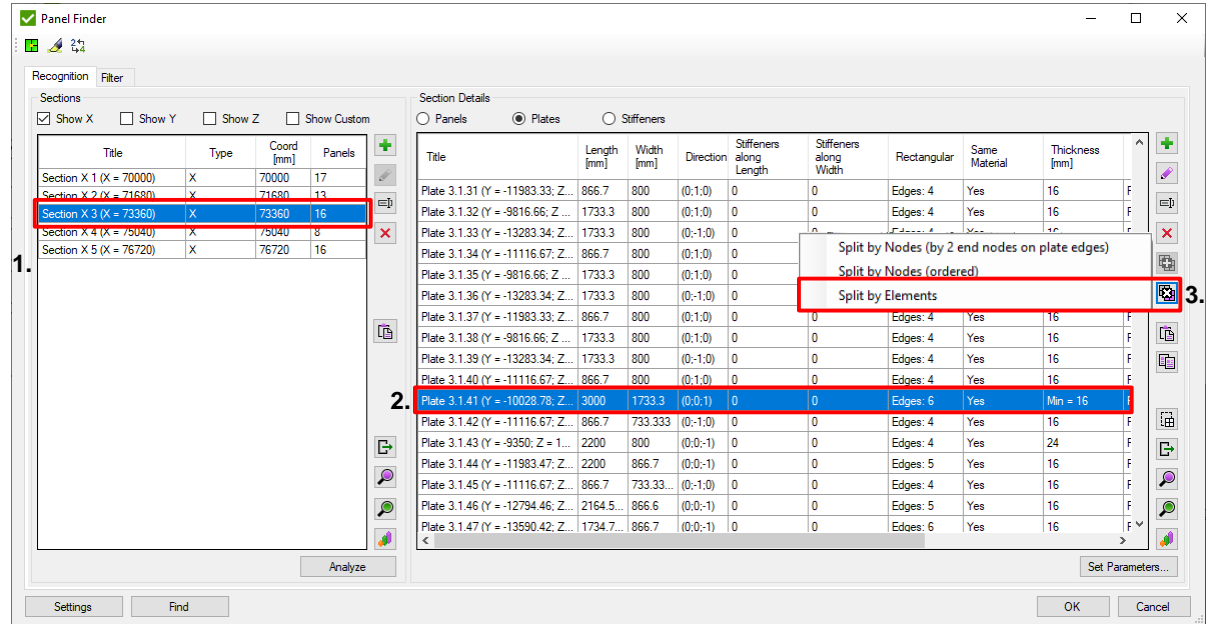 Panel Finder
Recognition Filter
Sections
Show X Show Y Show Z Show Custom
Title Type Coord [mm] Panels
Section X 1 (X = 70000) X 70000 17
Section X 2 (X = 71680) X 71680 13
Section X 3 (X = 73360) X 73360 16
Section X 4 (X = 75040) X 75040 8
Section X 5 (X = 76720) X 76720 16
1.
Analyze
Section Details
Panels Plates Stiffeners
Title Length [mm] Width [mm] Direction Stiffeners along Length Stiffeners along Width Rectangular Same Material Thickness [mm]
Plate 3.1.31 (Y = -11983.33; Z... 866.7 800 (0;1;0) 0 0 Edges: 4 Yes 16 F
Plate 3.1.32 (Y = -9816.66; Z ... 1733.3 800 (0;1;0) 0 0 Edges: 4 Yes 16 F
Plate 3.1.33 (Y = -13283.34; Z... 1733.3 800 (0;-1;0) 0 0 Edges: 4 Yes 16
Plate 3.1.34 (Y = -11116.67; Z... 866.7 800 (0;1;0) 0
Split by Nodes (by 2 end nodes on plate edges)
Plate 3.1.35 (Y = -9816.66; Z ... 1733.3 800 (0;1;0) 0
Split by Nodes (ordered)
Plate 3.1.36 (Y = -13283.34; Z... 1733.3 800 (0;-1;0) 0
Split by Elements
3.
Plate 3.1.37 (Y = -11983.33; Z... 866.7 800 (0;1;0) 0 0 Edges: 4 Yes 16 F
Plate 3.1.38 (Y = -9816.66; Z ... 1733.3 800 (0;1;0) 0 0 Edges: 4 Yes 16 F
Plate 3.1.39 (Y = -13283.34; Z... 1733.3 800 (0;-1;0) 0 0 Edges: 4 Yes 16 F
Plate 3.1.40 (Y = -11116.67; Z... 866.7 800 (0;1;0) 0 0 Edges: 4 Yes 16 F
2.
Plate 3.1.41 (Y = -10028.78; Z... 3000 1733.3 (0;0;1) 0 0 Edges: 6 Yes Min = 16 F
Plate 3.1.42 (Y = -11116.67; Z... 866.7 733.333 (0;-1;0) 0 0 Edges: 4 Yes 16 F
Plate 3.1.43 (Y = -9350; Z = 1... 2200 800 (0;0;-1) 0 0 Edges: 4 Yes 24 F
Plate 3.1.44 (Y = -11983.47; Z... 2200 866.7 (0;0;-1) 0 0 Edges: 5 Yes 16 F
Plate 3.1.45 (Y = -11116.67; Z... 866.7 733.33... (0;-1;0) 0 0 Edges: 4 Yes 16 F
Plate 3.1.46 (Y = -12794.46; Z... 2164.5... 866.6 (0;0;-1) 0 0 Edges: 5 Yes 16 F
Plate 3.1.47 (Y = -13590.42; Z... 1734.7... 866.7 (0;0;-1) 0 0 Edges: 6 Yes 16 F
Set Parameters...
Settings Find OK Cancel